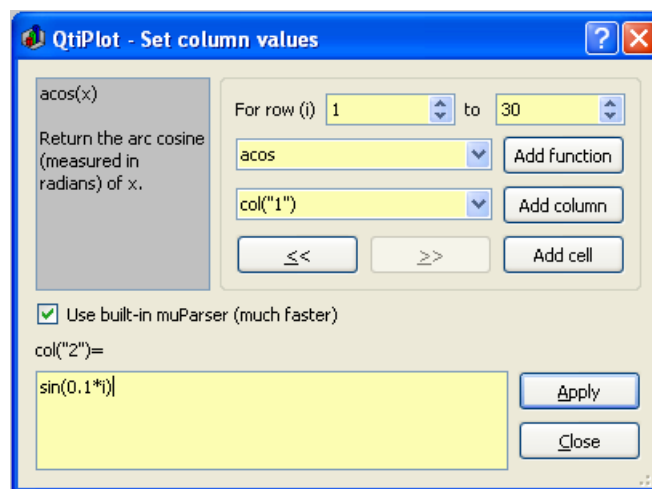 QtiPlot - Set column values
acos(x)
Return the arc cosine
(measured in
radians) of x.
For row (i) 1 to 30
acos Add function
col("1") Add column
<< >> Add cell
Use built-in muParser (much faster)
col("2")=
sin(0.1*i)
Apply
Close